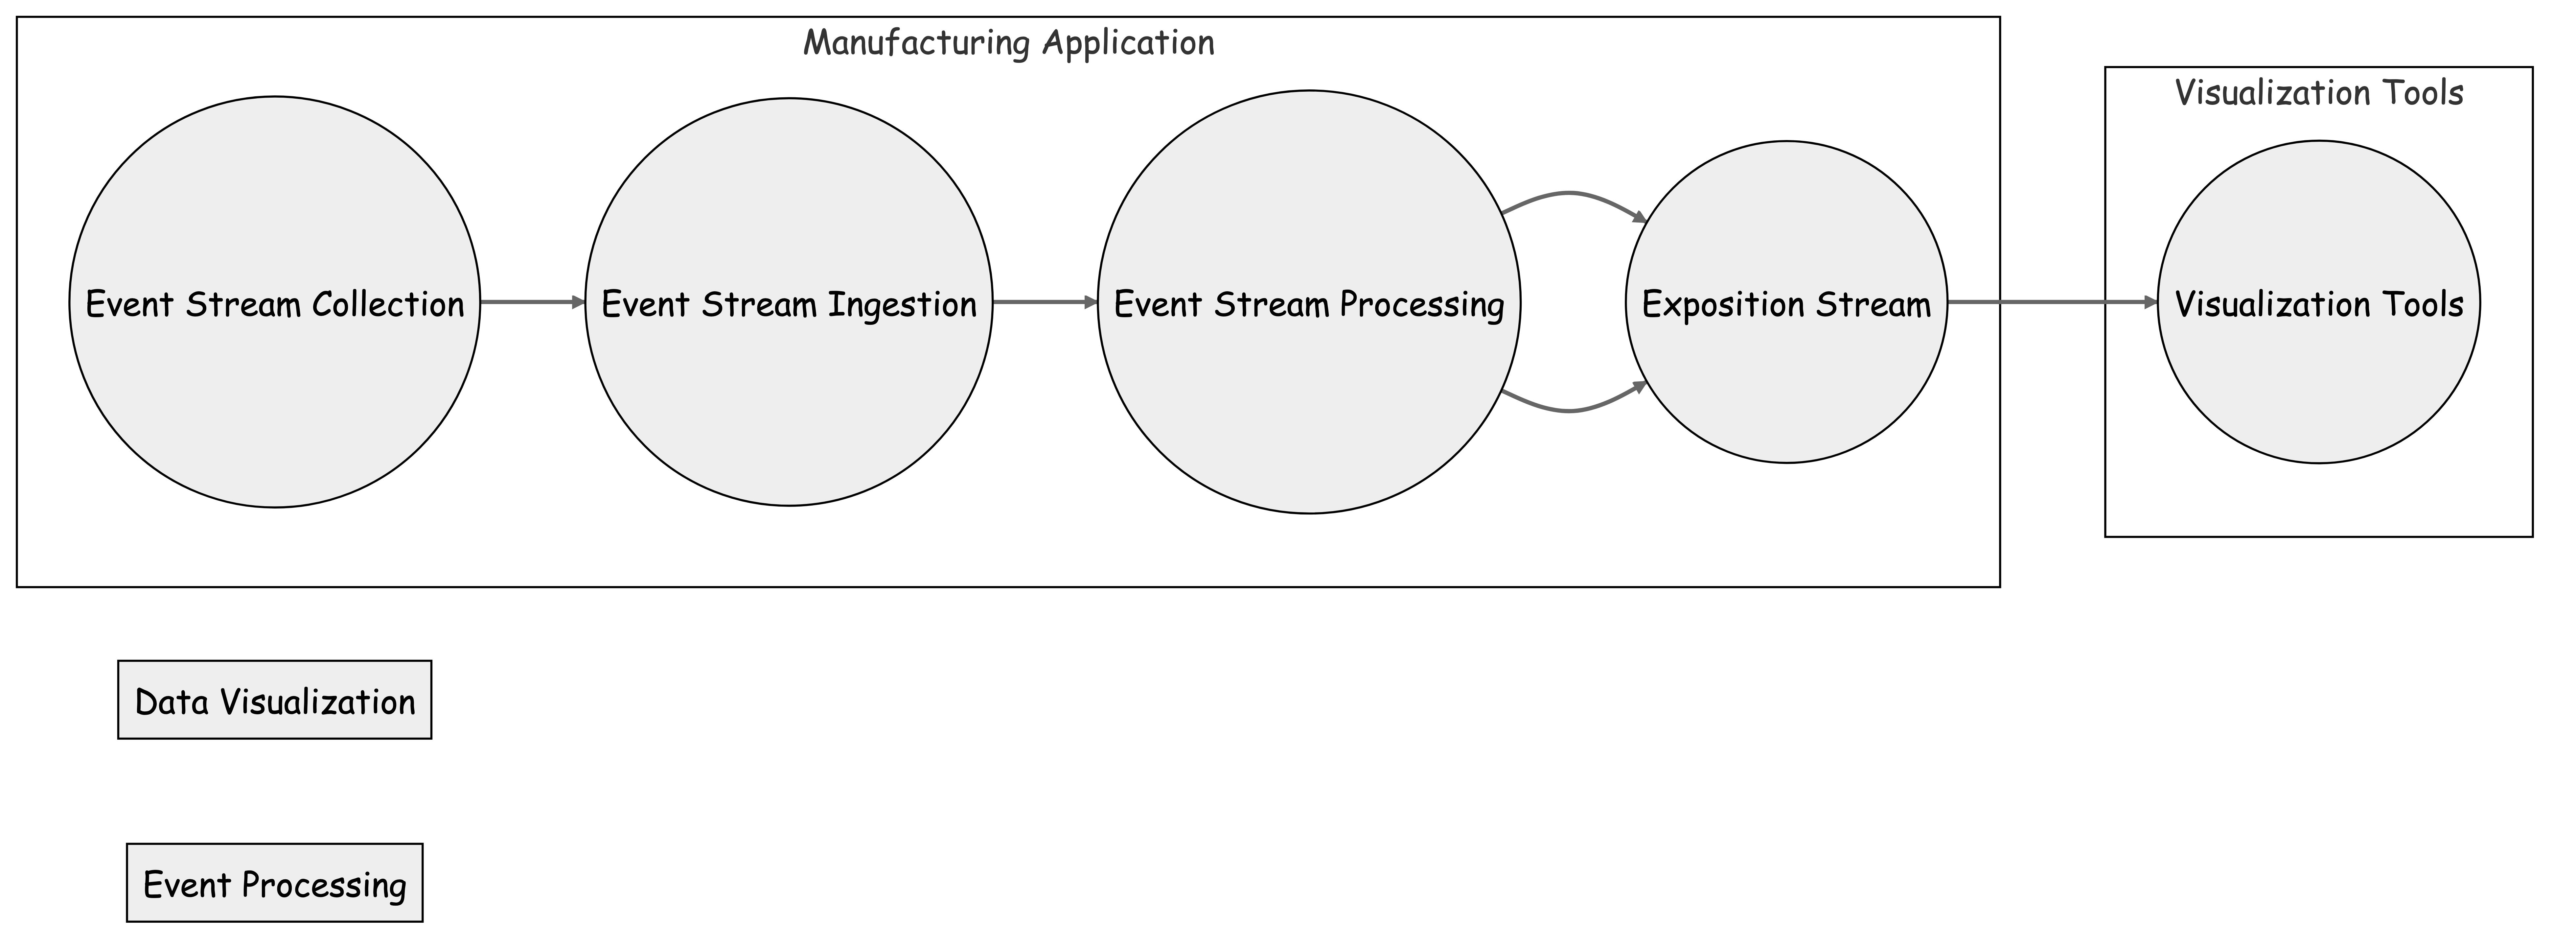 Manufacturing Application
Visualization Tools
Event Stream Collection
Event Stream Ingestion
Event Stream Processing
Exposition Stream
Visualization Tools
Data Visualization
Event Processing